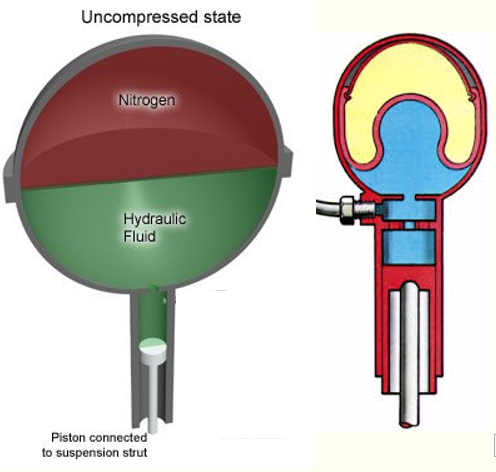 Uncompressed state
Nitrogen
Hydraulic
Fluid
Piston connected
to suspension strut